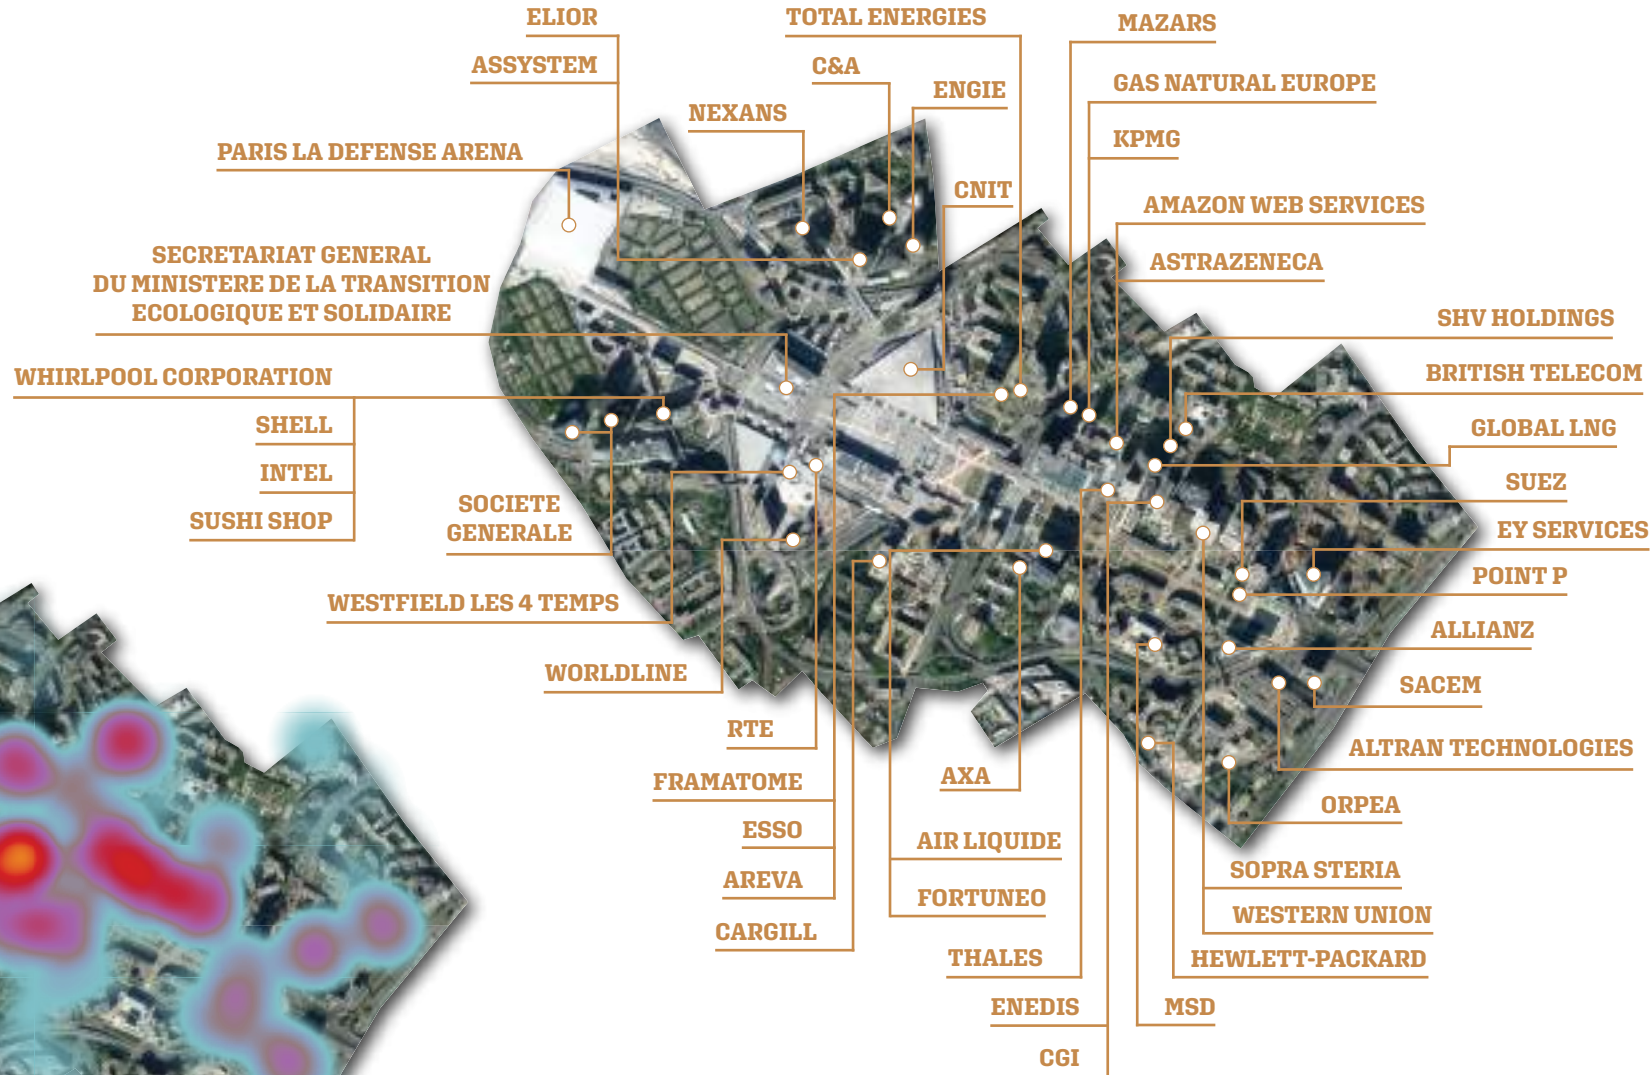 ELIOR
TOTAL ENERGIES
MAZARS
ASSYSTEM
C&A
ENGIE
GAS NATURAL EUROPE
NEXANS
KPMG
PARIS LA DEFENSE ARENA
CNIT
AMAZON WEB SERVICES
SECRETARIAT GENERAL
DU MINISTERE DE LA TRANSITION
ECOLOGIQUE ET SOLIDAIRE
ASTRAZENECA
SHV HOLDINGS
WHIRLPOOL CORPORATION
BRITISH TELECOM
SHELL
GLOBAL LNG
INTEL
SUEZ
SUSHI SHOP
SOCIETE
GENERALE
EY SERVICES
POINT P
WESTFIELD LES 4 TEMPS
ALLIANZ
WORLDLINE
SACEM
RTE
ALTRAN TECHNOLOGIES
FRAMATOME
AXA
ORPEA
ESSO
AIR LIQUIDE
SOPRA STERIA
AREVA
FORTUNEO
WESTERN UNION
CARGILL
THALES
HEWLETT-PACKARD
ENEDIS
MSD
CGI